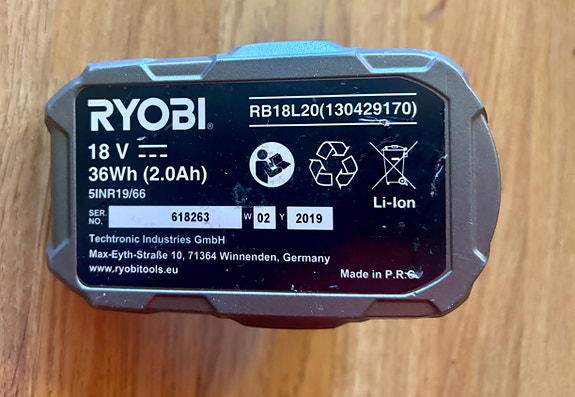 RYOBI®
RB18L20(130429170)
18 V
36Wh (2.0Ah)
5INR19/66
Li-Ion
SER. NO. 618263 W 02 Y 2019
Techtronic Industries GmbH
Max-Eyth-Straße 10, 71364 Winnenden, Germany
www.ryobitools.eu
Made in P.R.C.